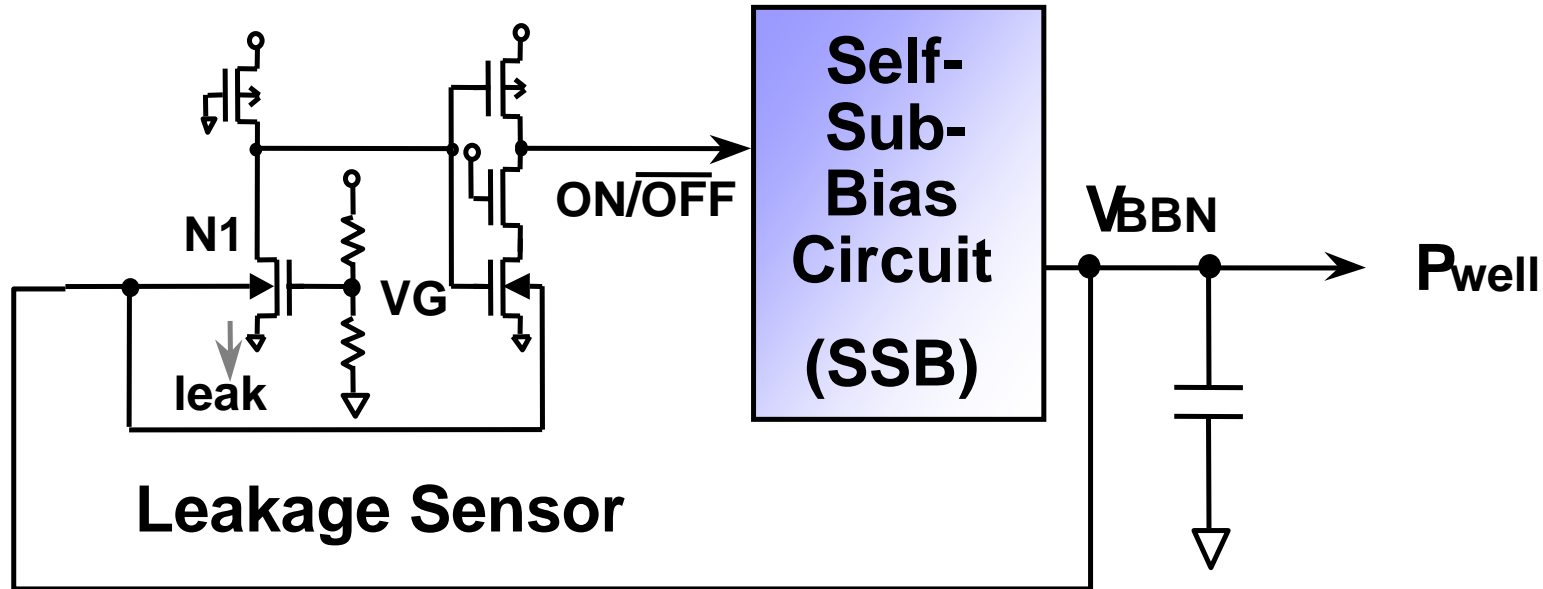 Self-
Sub-
Bias
Circuit
(SSB)
ON/OFF
N1
VG
leak
VBBN
Pwell
Leakage Sensor